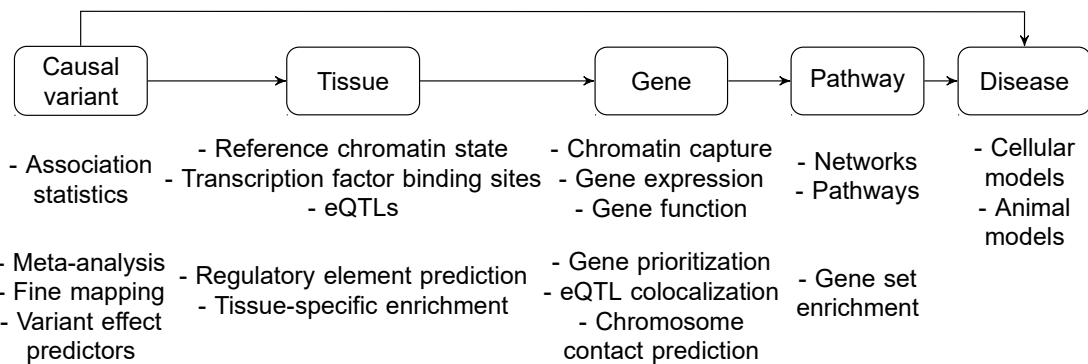 Causal
variant
Tissue
Gene
Pathway
Disease
- Association
statistics
- Reference chromatin state
- Transcription factor binding sites
- eQTLs
- Chromatin capture
- Gene expression
- Gene function
- Networks
- Pathways
- Cellular
models
- Animal
models
- Meta-analysis
- Fine mapping
- Variant effect
predictors
- Regulatory element prediction
- Tissue-specific enrichment
- Gene prioritization
- eQTL colocalization
- Chromosome
contact prediction
- Gene set
enrichment